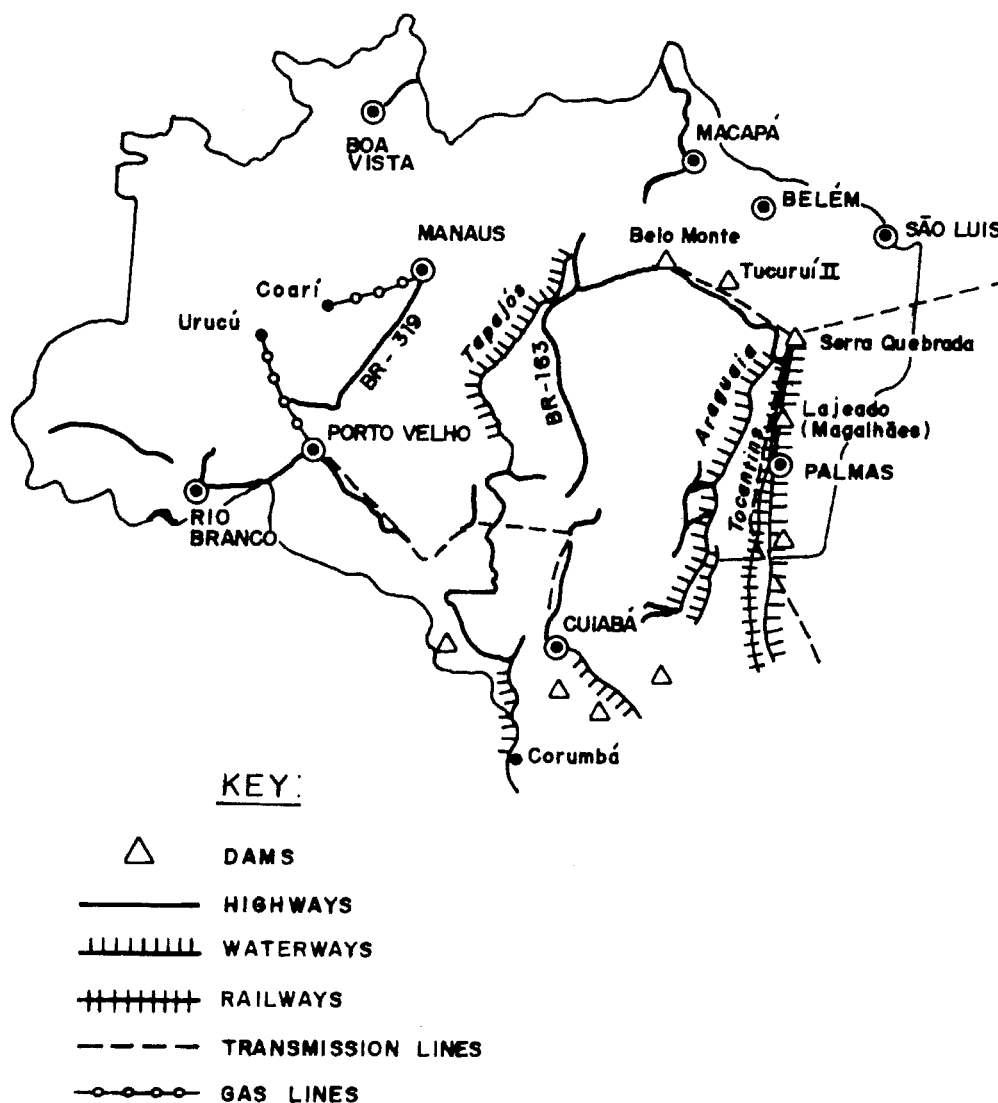 BOA
VISTA
MACAPÁ
BELÉM
SÃO LUIS
MANAUS
Belo Monte
Tucuruí II
Coarí
Urucú
BR-319
Tapajós
BR-163
Serra Quebrada
Araguaia
Tocantins
Lajeado
(Magalhães)
PORTO VELHO
PALMAS
RIO
BRANCO
CUIABÁ
Corumbá
KEY:
DAMS
HIGHWAYS
WATERWAYS
RAILWAYS
TRANSMISSION LINES
GAS LINES